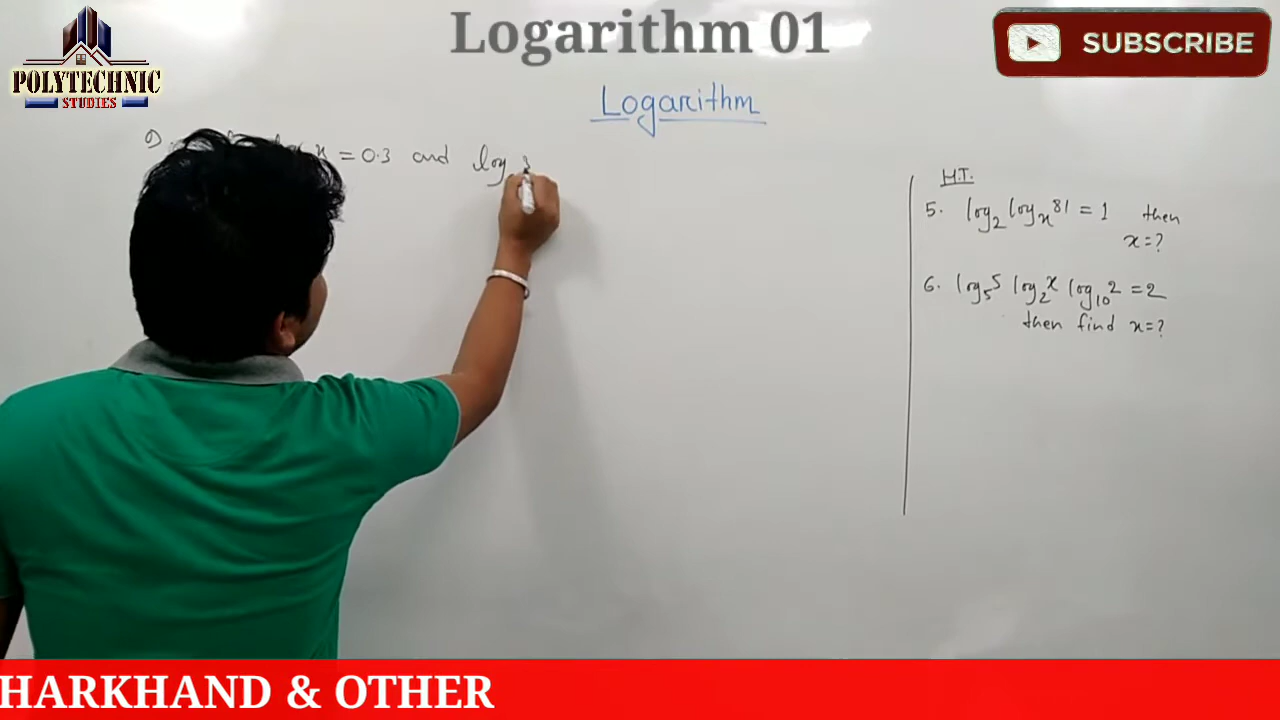 Logarithm 01
SUBSCRIBE
POLYTECHNIC
STUDIES
Logarithm
x = 0.3 and log 3
H.T.
5. log₂ logₓ 81 = 1 then
x = ?
6. log₅ 5 log₂ x log₁₀ 2 = 2
then find x = ?
HARKHAND & OTHER